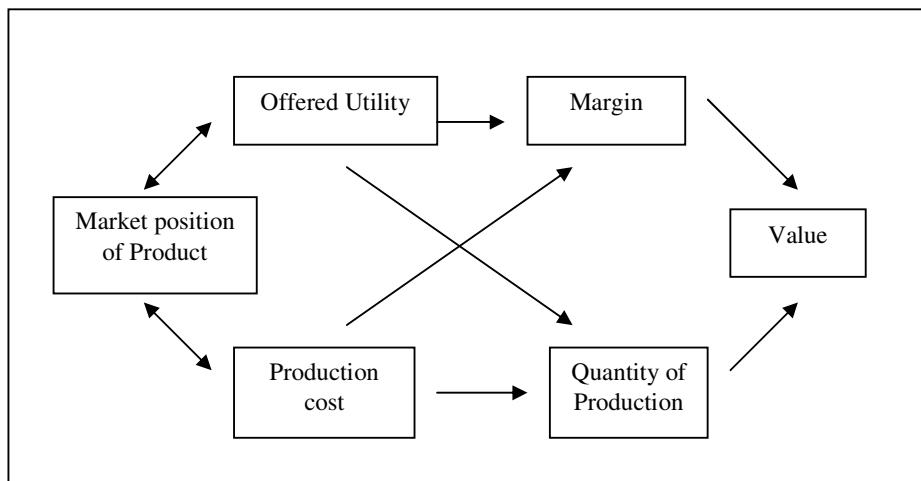 Offered Utility
Margin
Market position
of Product
Value
Production
cost
Quantity of
Production